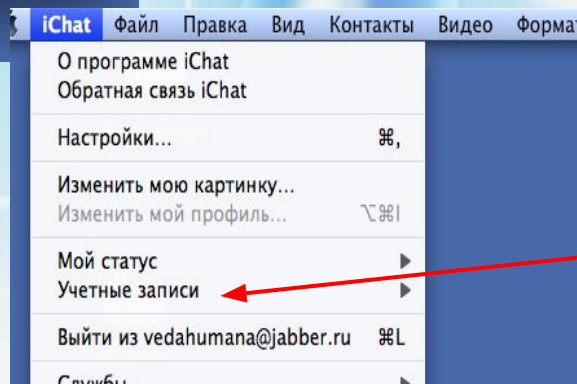 iChat Файл Правка Вид Контакты Видео Формат
О программе iChat
Обратная связь iChat
Настройки... ⌘,
Изменить мою картинку...
Изменить мой профиль... ⌥⌘I
Мой статус
Учетные записи
Выйти из vedahumana@jabber.ru ⌘L
Службы